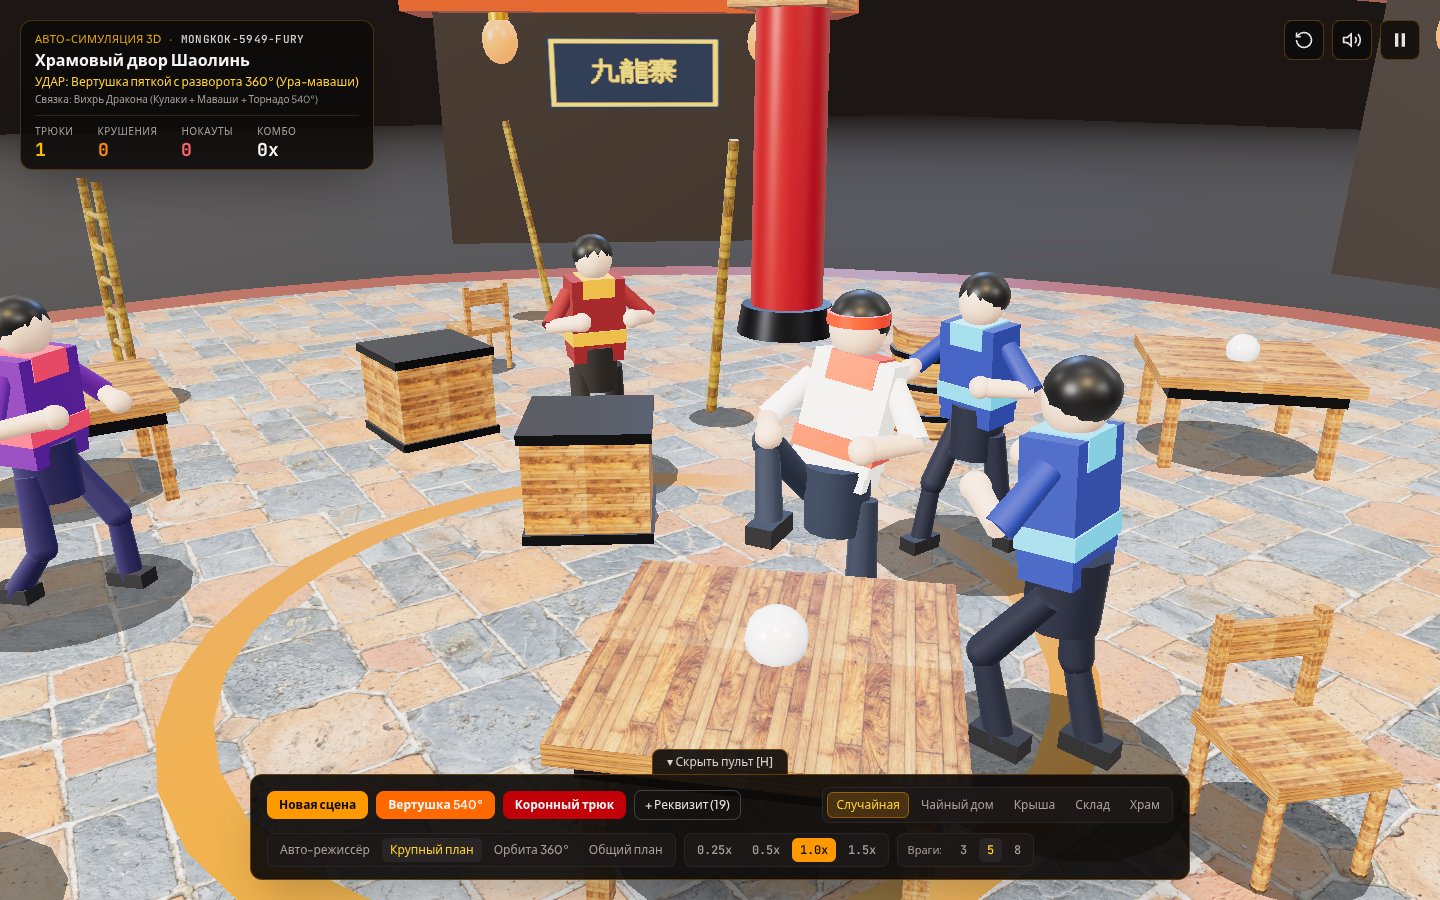 АВТО-СИМУЛЯЦИЯ 3D · MONGKOK-5949-FURY
Храмовый двор Шаолинь
УДАР: Вертушка пяткой с разворота 360° (Ура-маваши)
Связка: Вихрь Дракона (Кулаки + Маваши + Торнадо 540°)
ТРЮКИ КРУШЕНИЯ НОКАУТЫ КОМБО
1 0 0 0x
九龍寨
▾ Скрыть пульт [H]
Новая сцена Вертушка 540° Коронный трюк + Реквизит (19) Случайная Чайный дом Крыша Склад Храм
Авто-режиссёр Крупный план Орбита 360° Общий план 0.25x 0.5x 1.0x 1.5x Враги: 3 5 8